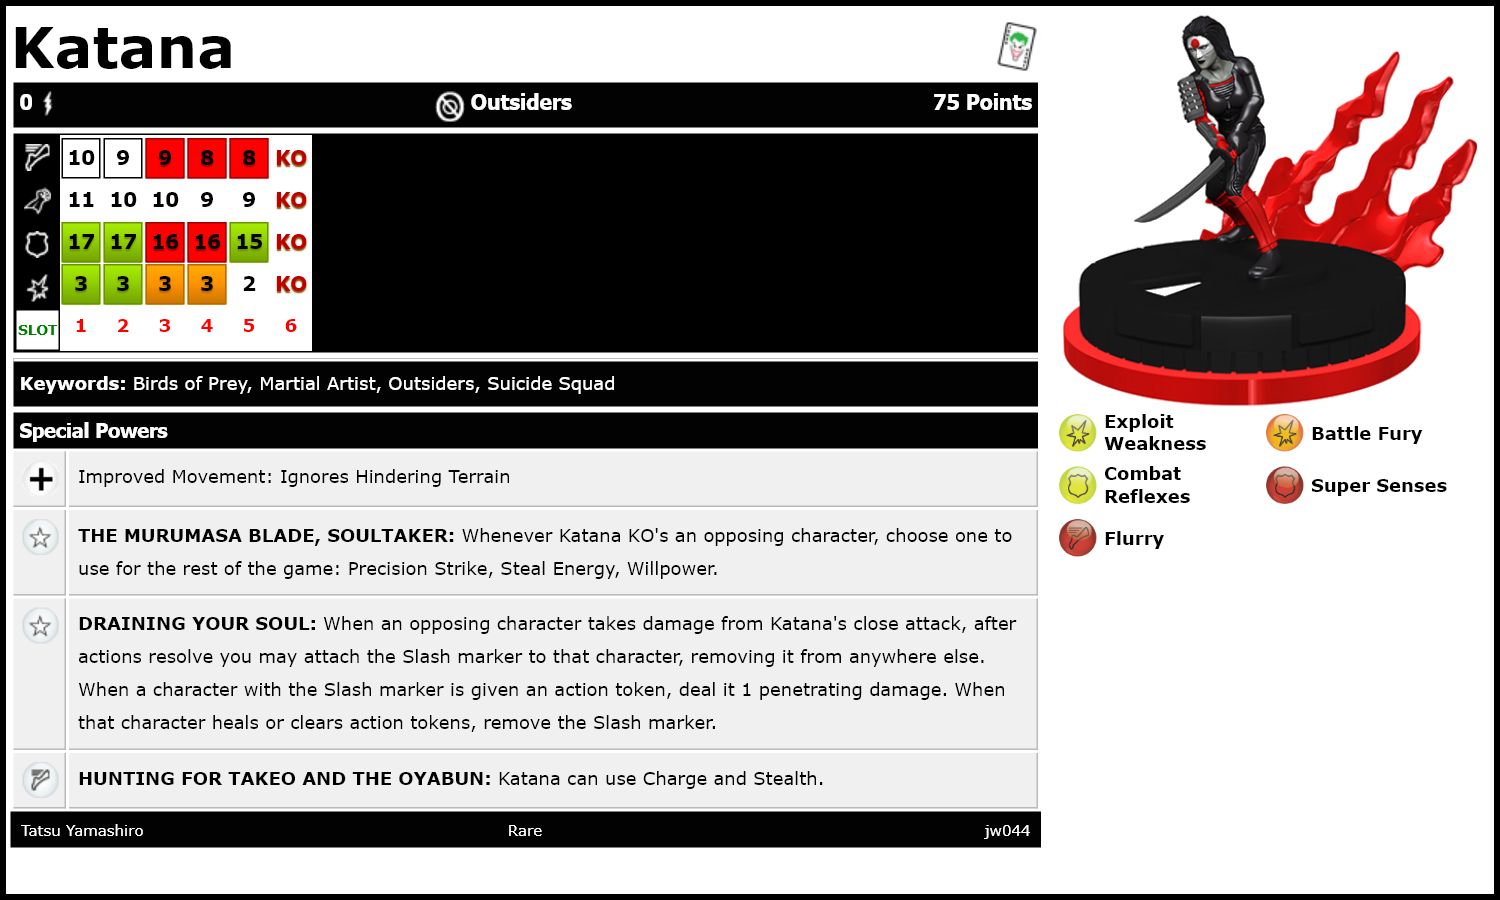 Katana
0 Outsiders 75 Points
10 9 9 8 8 KO
11 10 10 9 9 KO
17 17 16 16 15 KO
3 3 3 3 2 KO
SLOT 1 2 3 4 5 6
Keywords: Birds of Prey, Martial Artist, Outsiders, Suicide Squad
Special Powers
Improved Movement: Ignores Hindering Terrain
THE MURUMASA BLADE, SOULTAKER: Whenever Katana KO's an opposing character, choose one to
use for the rest of the game: Precision Strike, Steal Energy, Willpower.
DRAINING YOUR SOUL: When an opposing character takes damage from Katana's close attack, after
actions resolve you may attach the Slash marker to that character, removing it from anywhere else.
When a character with the Slash marker is given an action token, deal it 1 penetrating damage. When
that character heals or clears action tokens, remove the Slash marker.
HUNTING FOR TAKEO AND THE OYABUN: Katana can use Charge and Stealth.
Tatsu Yamashiro Rare jw044
Exploit
Weakness
Battle Fury
Combat
Reflexes
Super Senses
Flurry